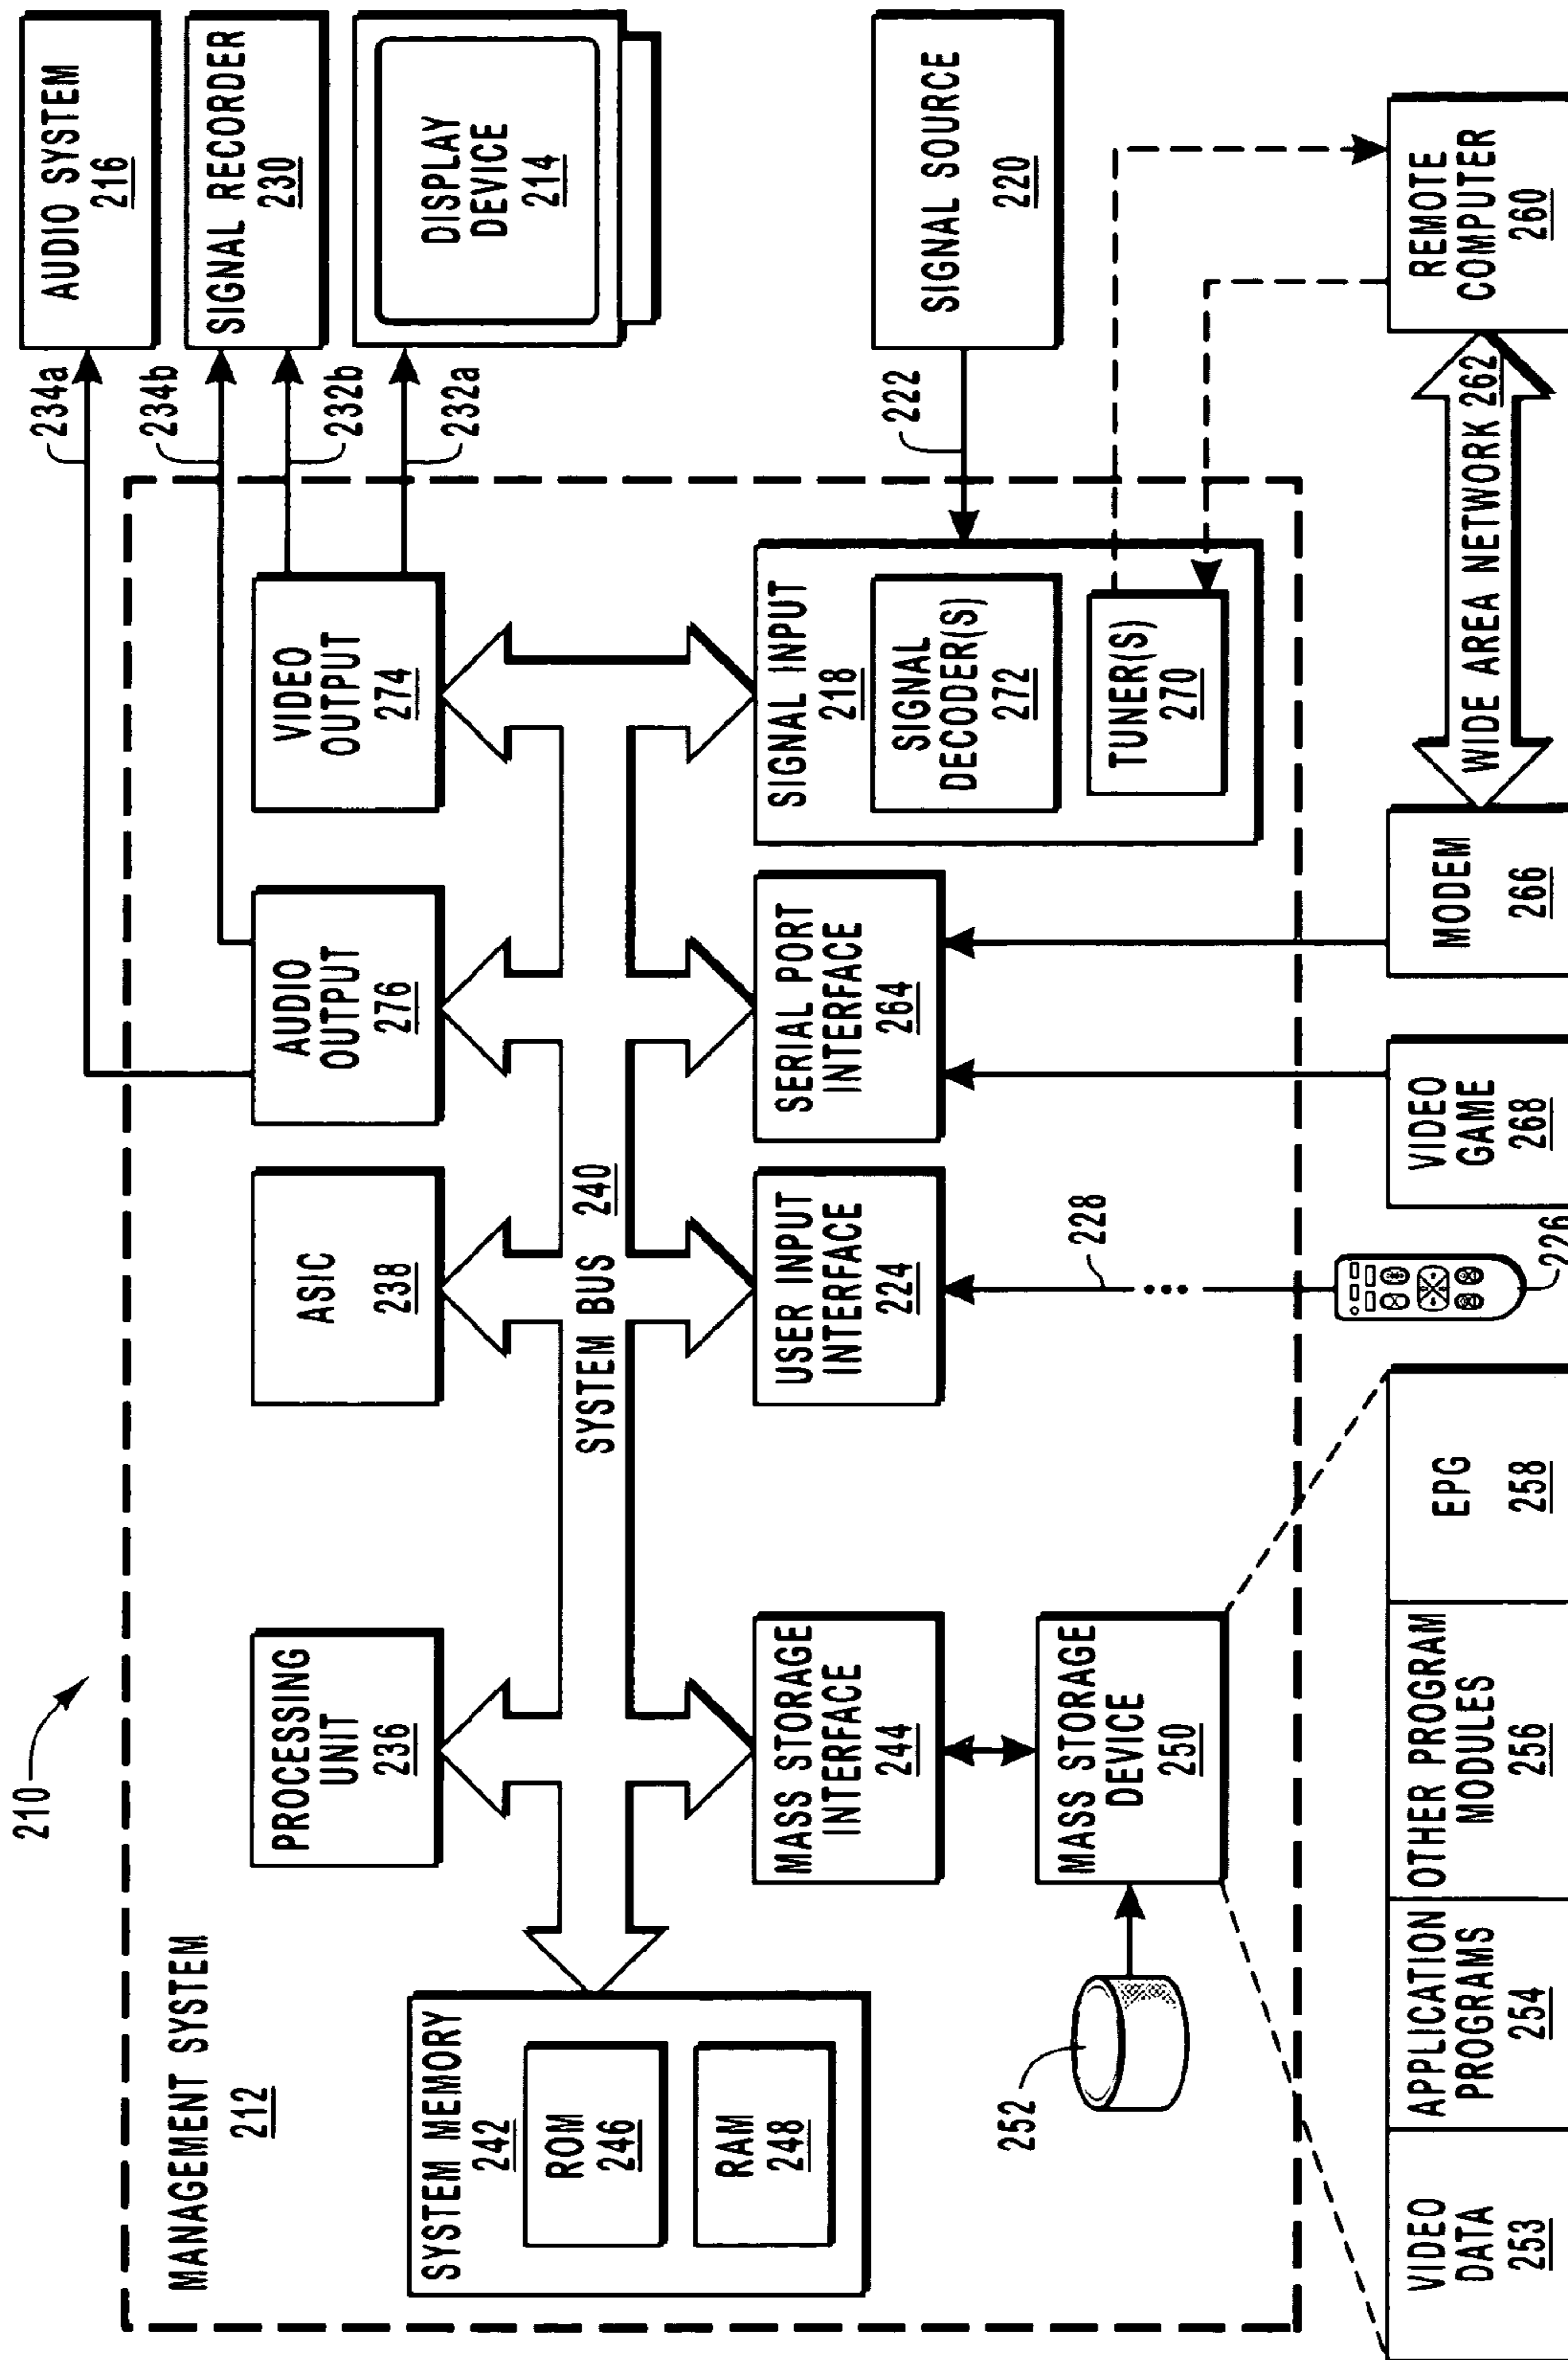 210
MANAGEMENT SYSTEM
212
SYSTEM MEMORY
242
ROM
246
RAM
248
PROCESSING
UNIT
236
ASIC
238
AUDIO
OUTPUT
276
VIDEO
OUTPUT
274
234a
234b
232b
232a
AUDIO SYSTEM
216
SIGNAL RECORDER
230
DISPLAY
DEVICE
214
SYSTEM BUS 240
MASS STORAGE
INTERFACE
244
USER INPUT
INTERFACE
224
SERIAL PORT
INTERFACE
264
SIGNAL INPUT
218
SIGNAL
DECODER(S)
272
TUNER(S)
270
222
SIGNAL SOURCE
220
252
MASS STORAGE
DEVICE
250
228
226
VIDEO
DATA
253
APPLICATION
PROGRAMS
254
OTHER PROGRAM
MODULES
256
EPG
258
VIDEO
GAME
268
MODEM
266
WIDE AREA NETWORK 262
REMOTE
COMPUTER
260